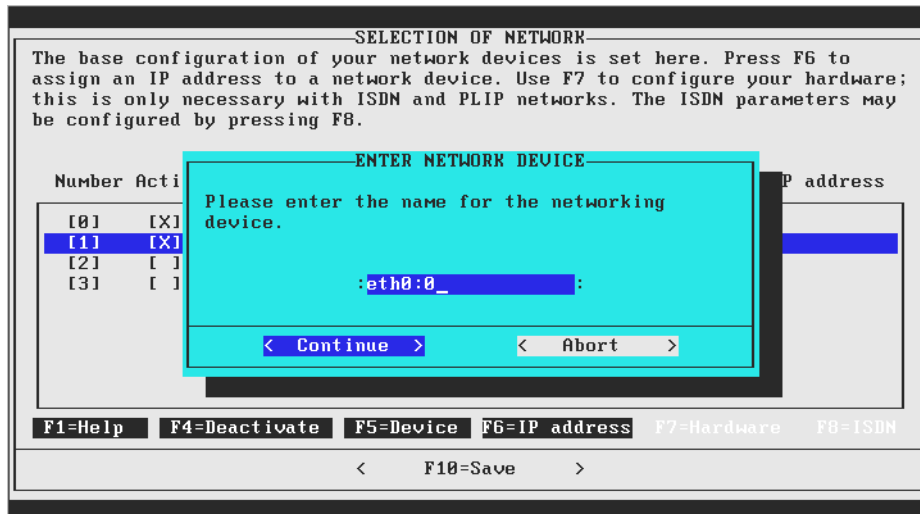 SELECTION OF NETWORK
The base configuration of your network devices is set here. Press F6 to
assign an IP address to a network device. Use F7 to configure your hardware;
this is only necessary with ISDN and PLIP networks. The ISDN parameters may
be configured by pressing F8.
ENTER NETWORK DEVICE
Number Acti P address
Please enter the name for the networking
device.
[0] [X]
[1] [X]
[2] [ ]
[3] [ ]
:eth0:0_ :
< Continue > < Abort >
F1=Help F4=Deactivate F5=Device F6=IP address F7=Hardware F8=ISDN
< F10=Save >